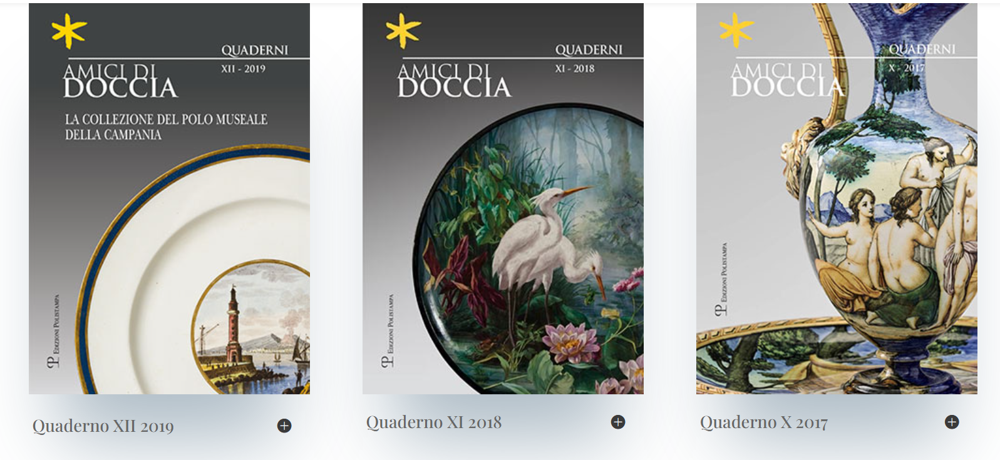 QUADERNI
XII - 2019
AMICI DI
DOCCIA
LA COLLEZIONE DEL POLO MUSEALE
DELLA CAMPANIA
EDIZIONI POLISTAMPA
Quaderno XII 2019
QUADERNI
XI - 2018
AMICI DI
DOCCIA
EDIZIONI POLISTAMPA
Quaderno XI 2018
QUADERNI
X - 2017
AMICI DI
DOCCIA
EDIZIONI POLISTAMPA
Quaderno X 2017